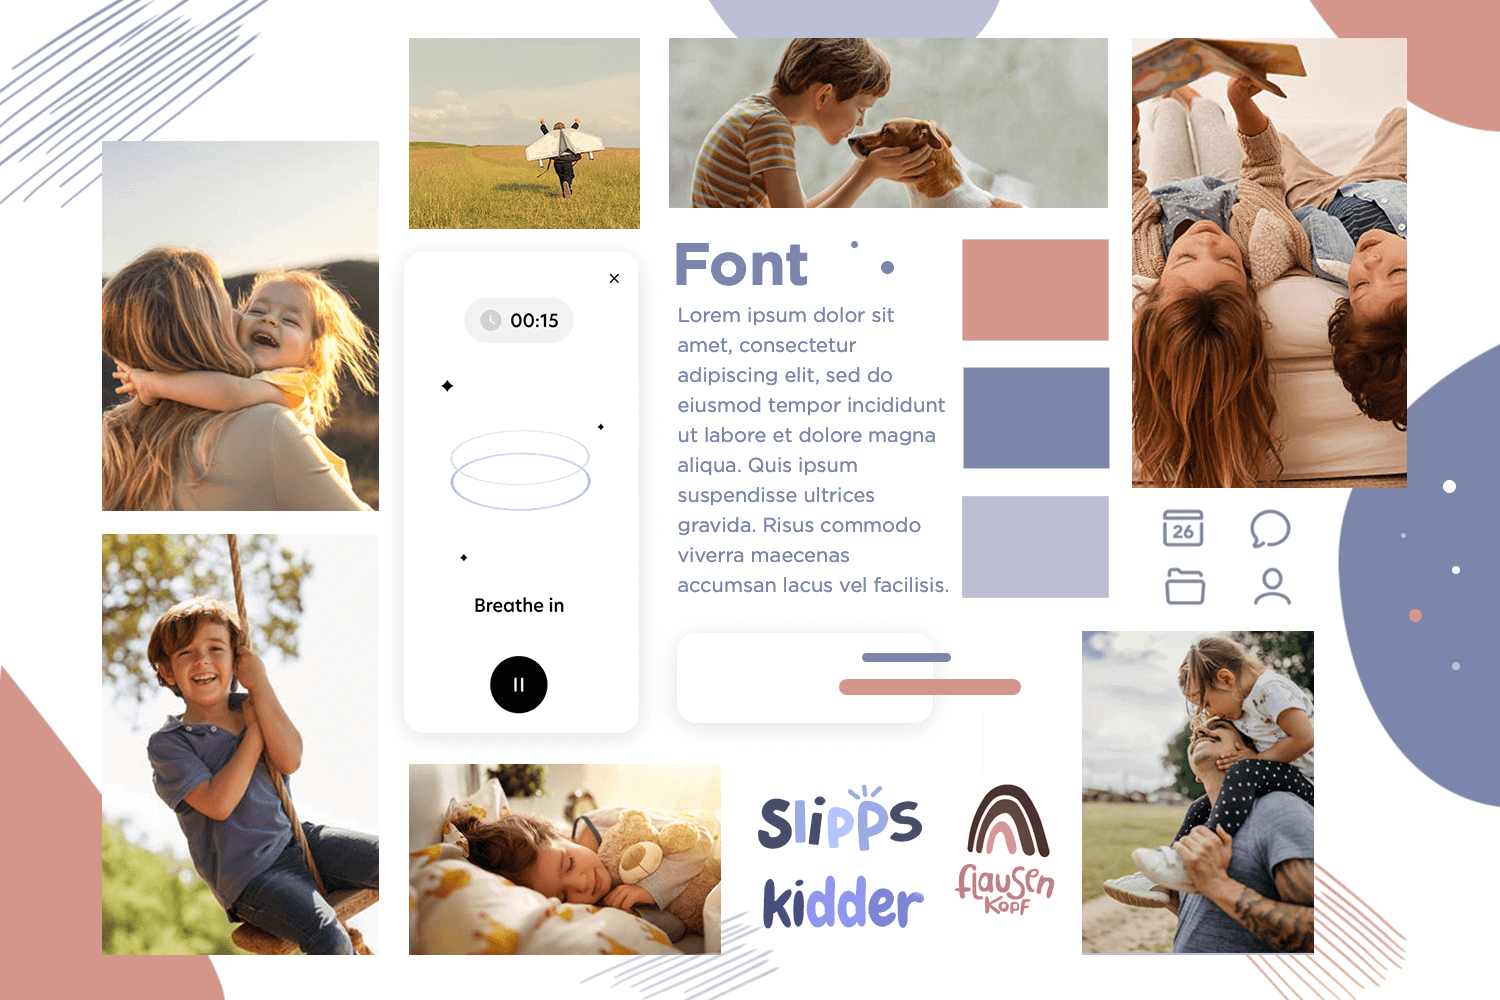 00:15
Breathe in
Font
Lorem ipsum dolor sit
amet, consectetur
adipiscing elit, sed do
eiusmod tempor incididunt
ut labore et dolore magna
aliqua. Quis ipsum
suspendisse ultrices
gravida. Risus commodo
viverra maecenas
accumsan lacus vel facilisis.
26
Slipps
kidder
flausen
Kopf